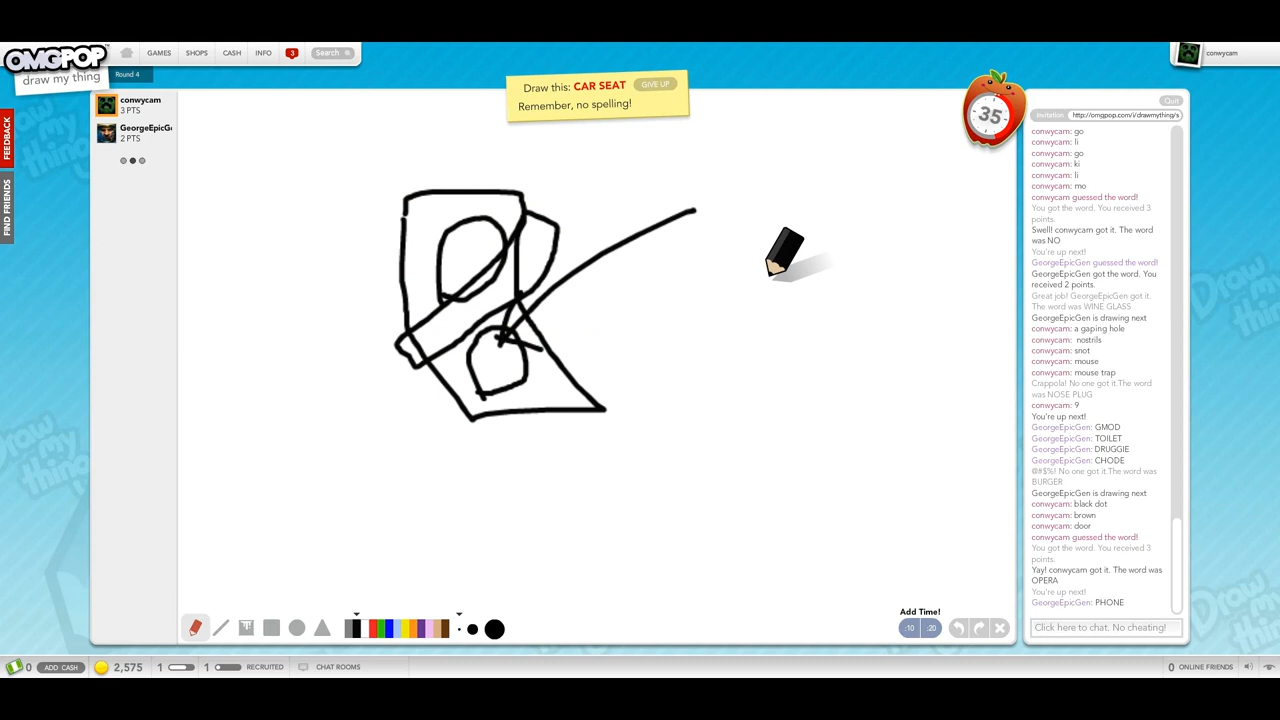 OMGPOP
GAMES SHOPS CASH INFO 3 Search
conwycam
draw my thing
Round 4
FEEDBACK
FIND FRIENDS
conwycam
3 PTS
GeorgeEpicGe
2 PTS
Draw this: CAR SEAT GIVE UP
Remember, no spelling!
35
Quit
Invitation http://omgpop.com/i/drawmything/s
conwycam: go
conwycam: li
conwycam: go
conwycam: ki
conwycam: li
conwycam: mo
conwycam guessed the word!
You got the word. You received 3
points.
Swell! conwycam got it. The word
was NO
You're up next!
GeorgeEpicGen guessed the word!
GeorgeEpicGen got the word. You
received 2 points.
Great job! GeorgeEpicGen got it.
The word was WINE GLASS
GeorgeEpicGen is drawing next
conwycam: a gaping hole
conwycam: nostrils
conwycam: snot
conwycam: mouse
conwycam: mouse trap
Crappola! No one got it.The word
was NOSE PLUG
conwycam: 9
You're up next!
GeorgeEpicGen: GMOD
GeorgeEpicGen: TOILET
GeorgeEpicGen: DRUGGIE
GeorgeEpicGen: CHODE
@#$%! No one got it.The word was
BURGER
GeorgeEpicGen is drawing next
conwycam: black dot
conwycam: brown
conwycam: door
conwycam guessed the word!
You got the word. You received 3
points.
Yay! conwycam got it. The word was
OPERA
You're up next!
GeorgeEpicGen: PHONE
Click here to chat. No cheating!
Add Time!
:10 :20
0 ADD CASH 2,575 1 1 RECRUITED CHAT ROOMS
0 ONLINE FRIENDS